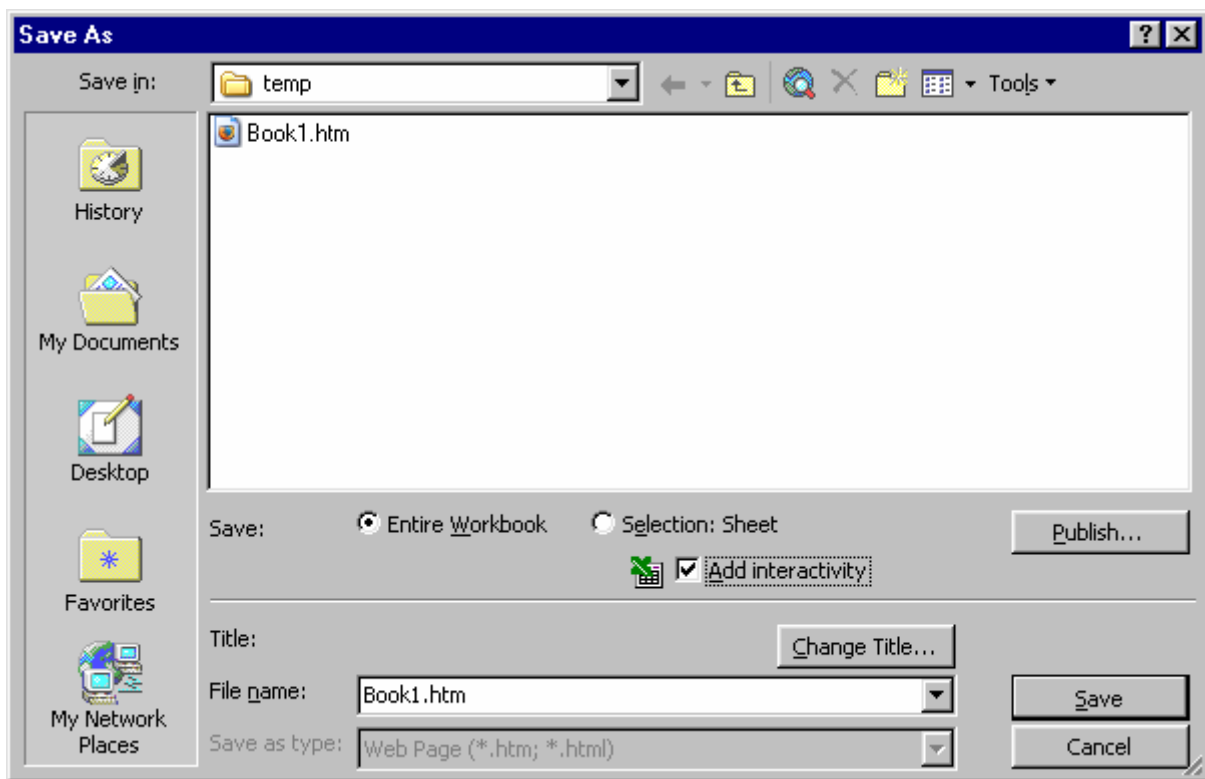 Save As
Save in:
temp
Tools
Book1.htm
History
My Documents
Desktop
Favorites
My Network
Places
Save:
Entire Workbook
Selection: Sheet
Publish...
Add interactivity
Title:
Change Title...
File name:
Book1.htm
Save
Save as type:
Web Page (*.htm; *.html)
Cancel